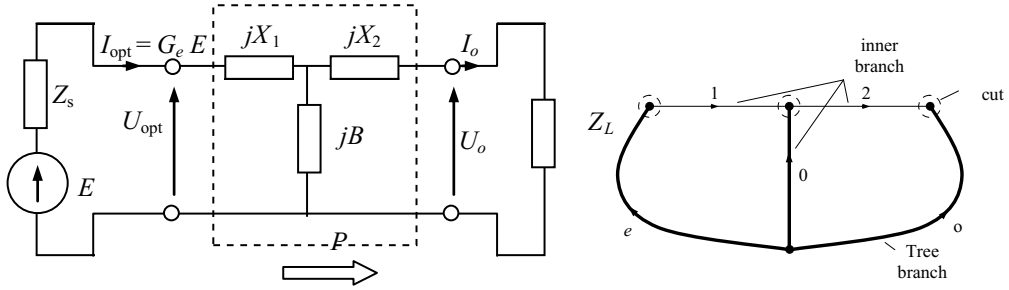 I_opt = G_e E
jX_1
jX_2
I_o
Z_s
U_opt
jB
U_o
E
P
Z_L
inner
branch
1
2
cut
0
e
o
Tree
branch